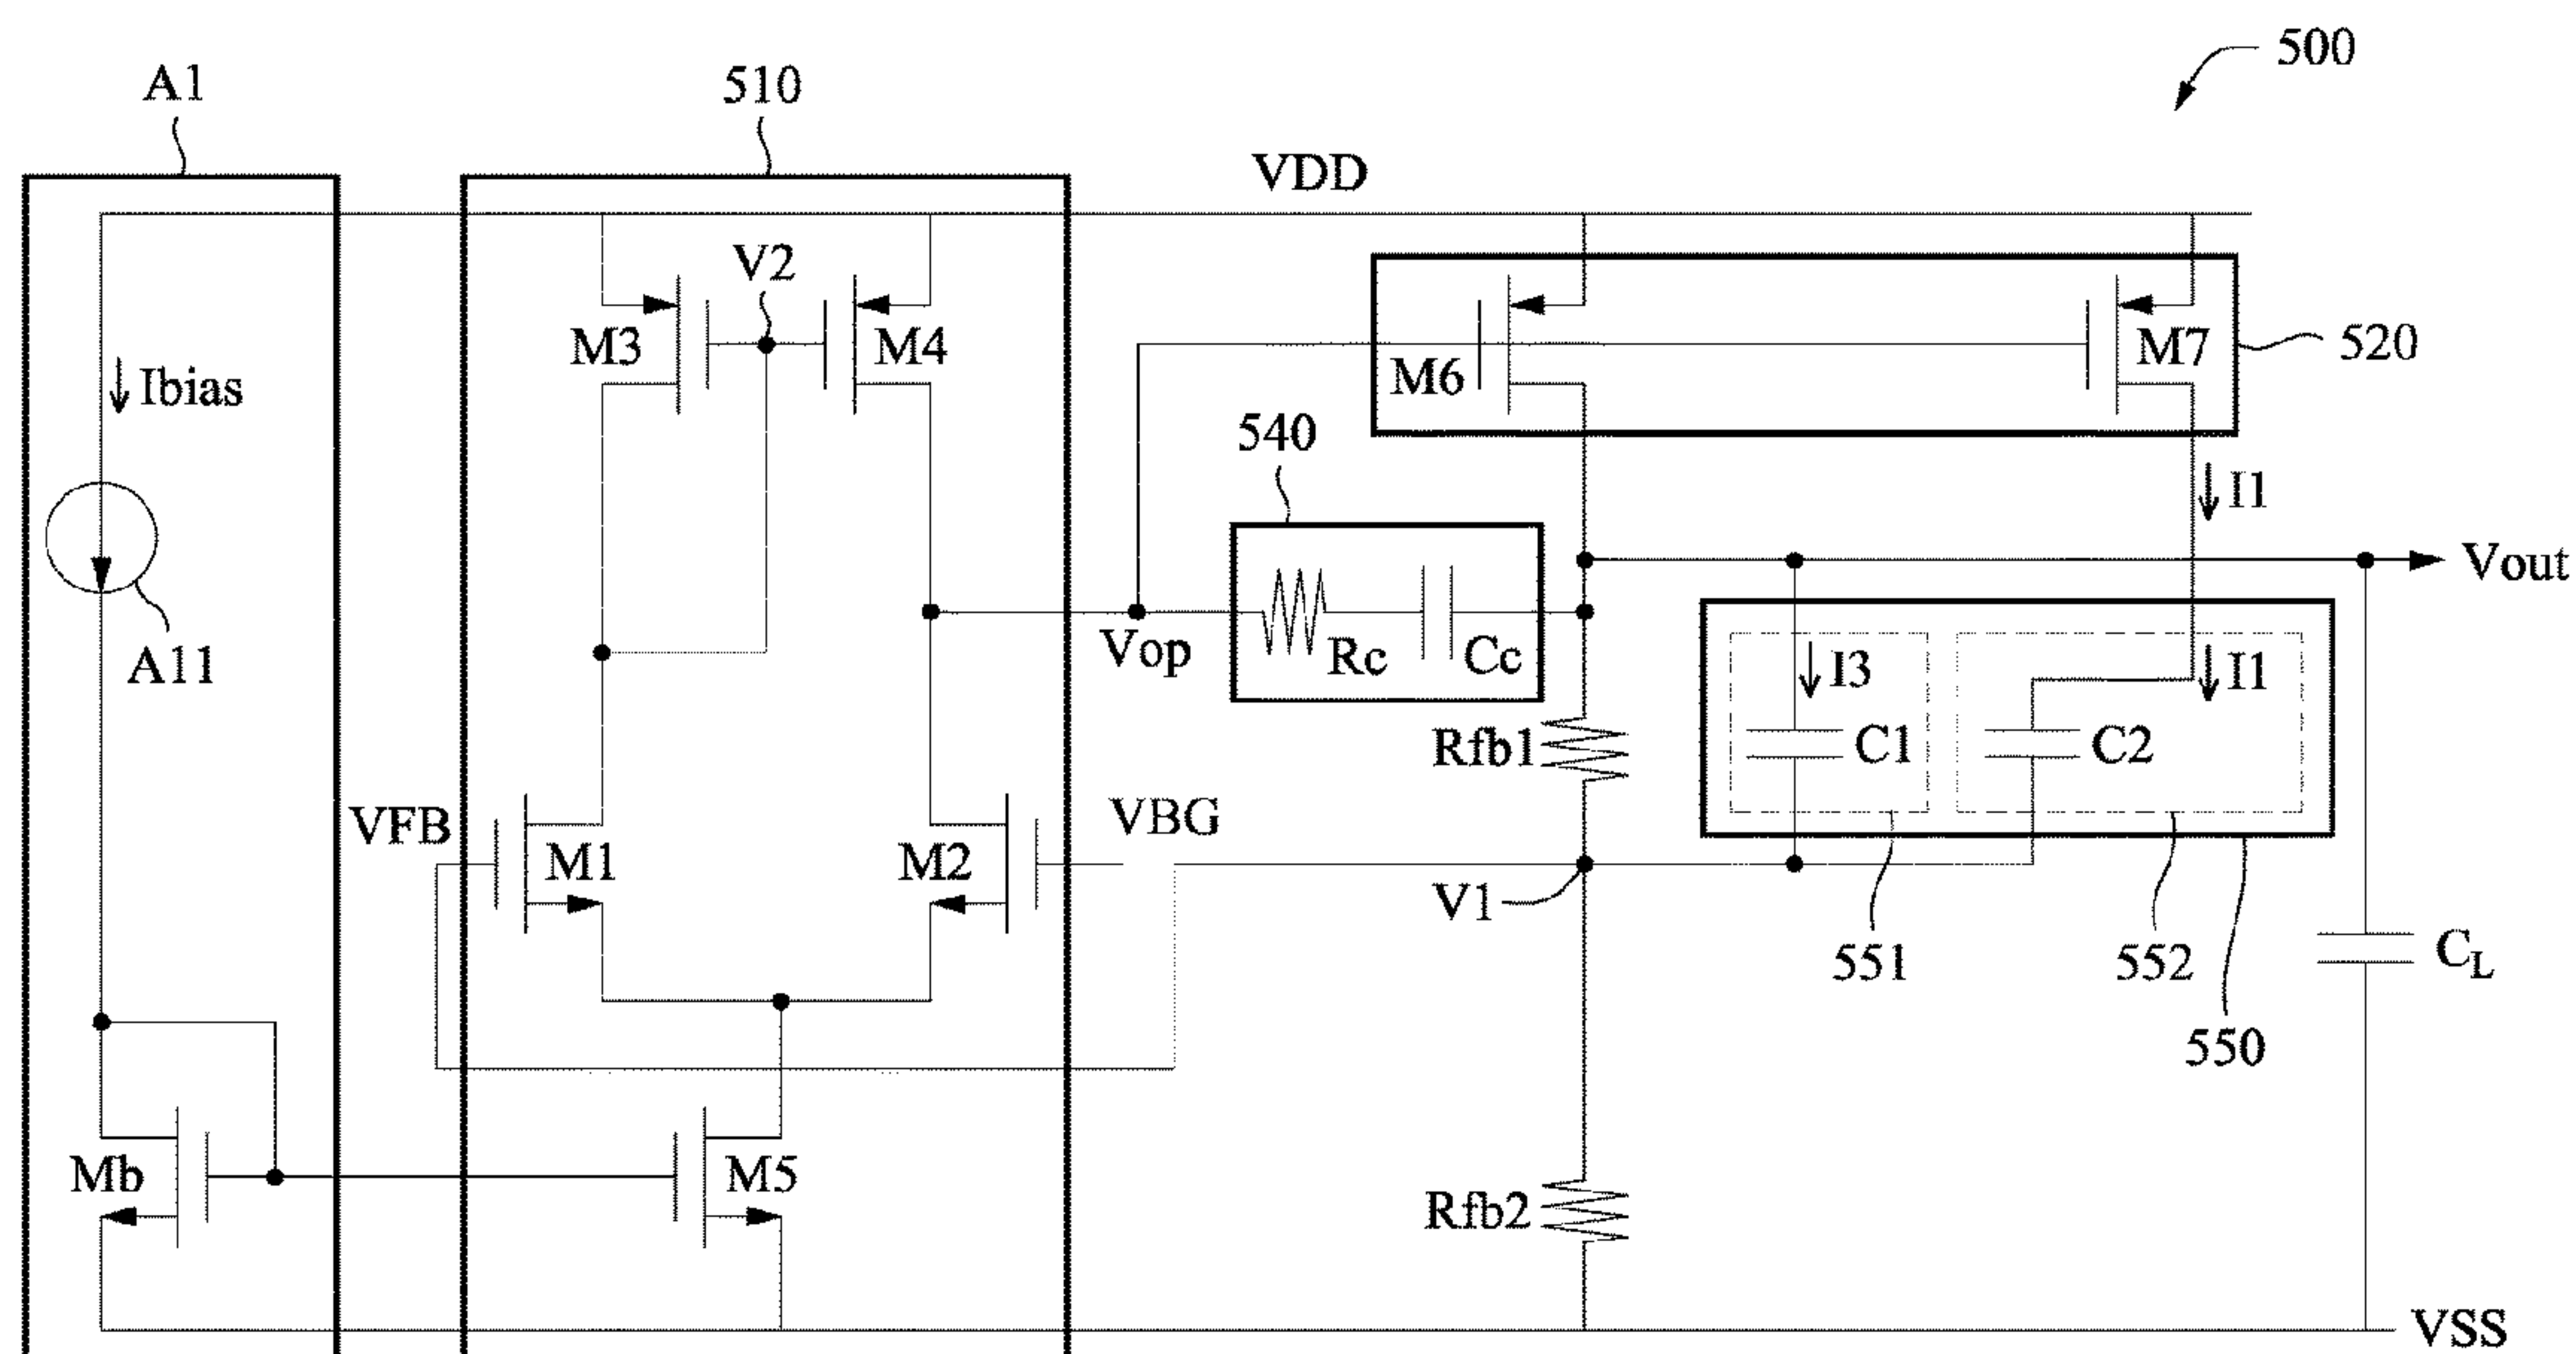 500
A1
510
VDD
V2
M3
M4
M6
M7
520
Ibias
540
I1
Vout
A11
Vop
Rc
Cc
I3
I1
Rfb1
C1
C2
VFB
M1
M2
VBG
V1
551
552
CL
550
Mb
M5
Rfb2
VSS